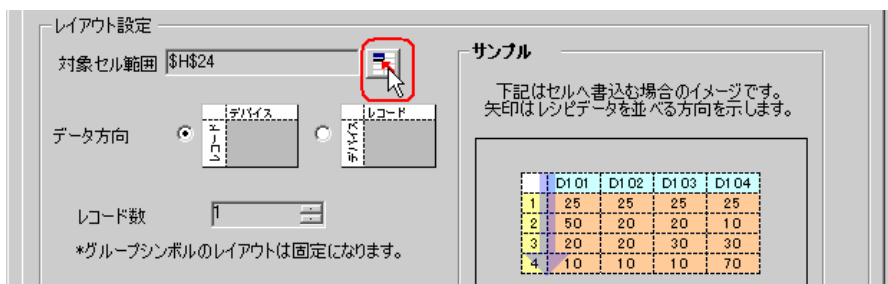 レイアウト設定
対象セル範囲 $H$24
データ方向
デバイス
レコード
レコード
デバイス
レコード数 1
*グループシンボルのレイアウトは固定になります。
サンプル
下記はセルへ書込む場合のイメージです。
矢印はレシピデータを並べる方向を示します。
D101 D102 D103 D104
1 25 25 25 25
2 50 20 20 10
3 20 20 30 30
4 10 10 10 70